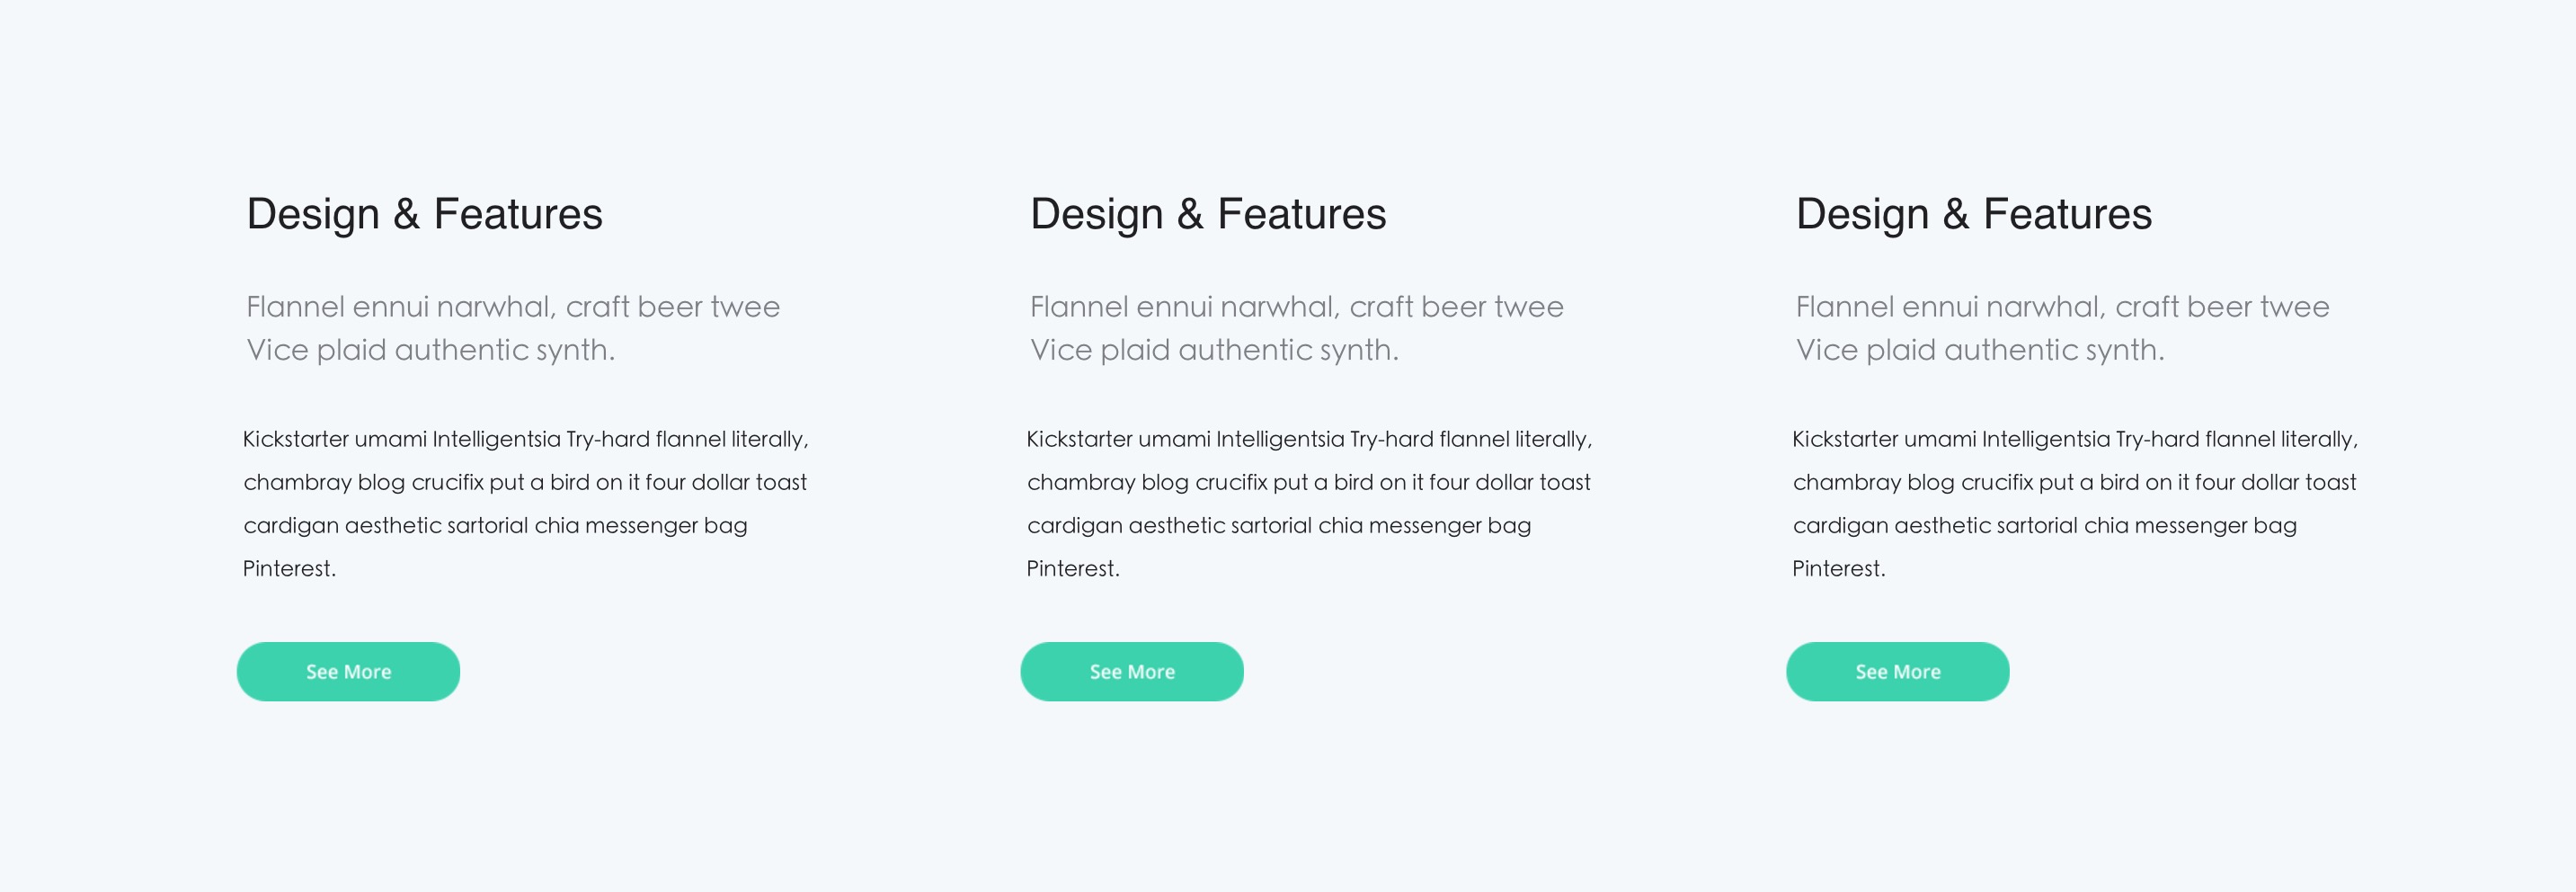 Design & Features
Flannel ennui narwhal, craft beer twee
Vice plaid authentic synth.
Kickstarter umami Intelligentsia Try-hard flannel literally,
chambray blog crucifix put a bird on it four dollar toast
cardigan aesthetic sartorial chia messenger bag
Pinterest.
See More
Design & Features
Flannel ennui narwhal, craft beer twee
Vice plaid authentic synth.
Kickstarter umami Intelligentsia Try-hard flannel literally,
chambray blog crucifix put a bird on it four dollar toast
cardigan aesthetic sartorial chia messenger bag
Pinterest.
See More
Design & Features
Flannel ennui narwhal, craft beer twee
Vice plaid authentic synth.
Kickstarter umami Intelligentsia Try-hard flannel literally,
chambray blog crucifix put a bird on it four dollar toast
cardigan aesthetic sartorial chia messenger bag
Pinterest.
See More